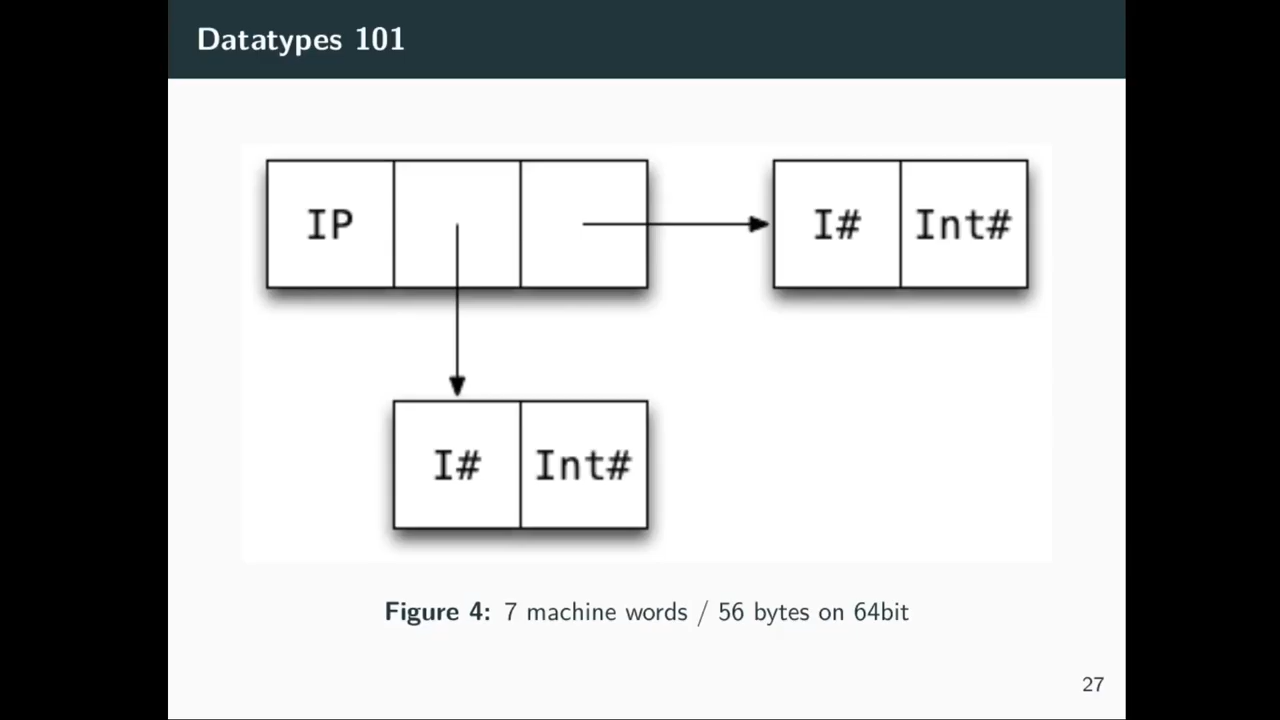 Datatypes 101
IP
I# Int#
I# Int#
Figure 4: 7 machine words / 56 bytes on 64bit
27